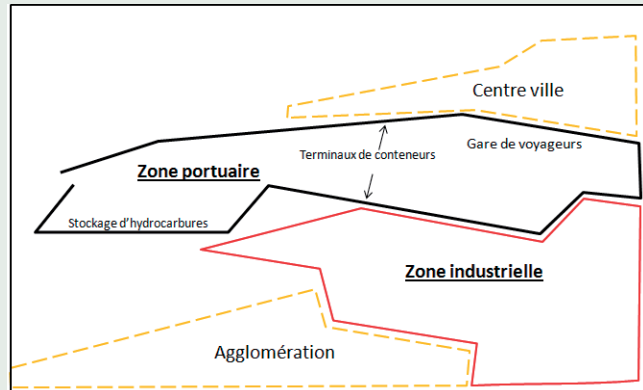 Centre ville
Gare de voyageurs
Terminaux de conteneurs
Zone portuaire
Stockage d'hydrocarbures
Zone industrielle
Agglomération